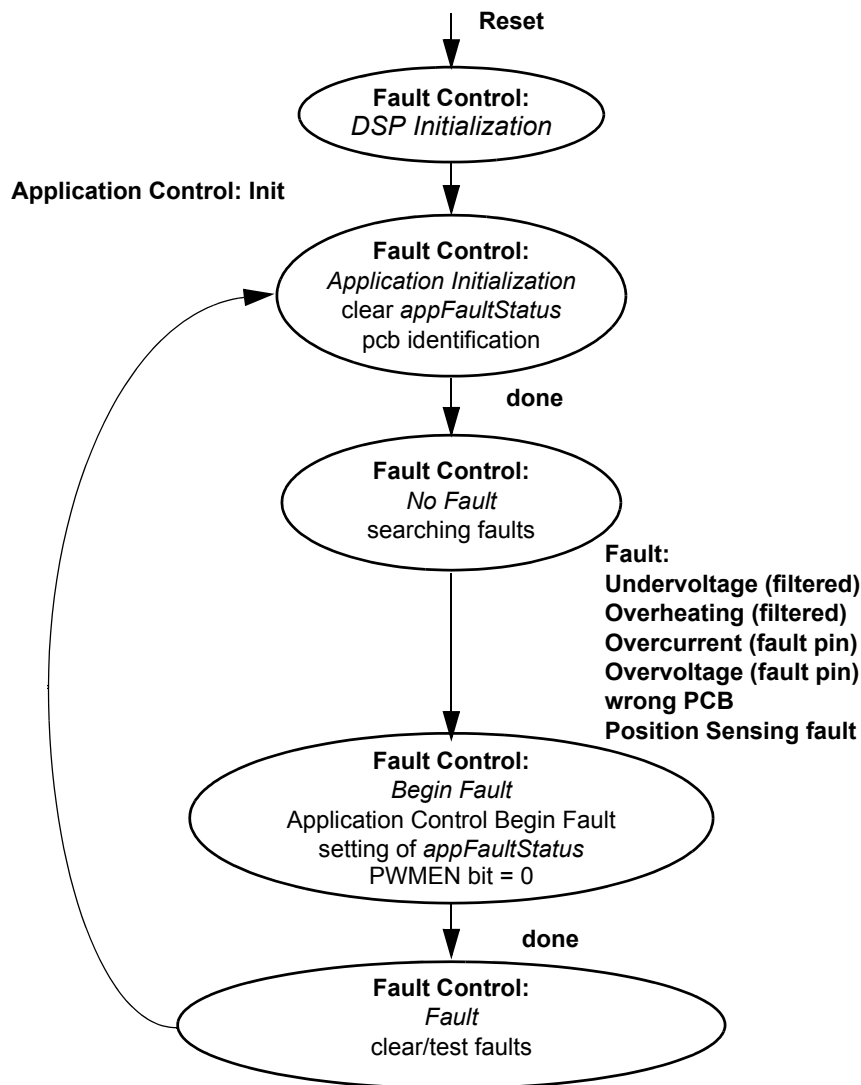 Reset
Fault Control:
DSP Initialization
Application Control: Init
Fault Control:
Application Initialization
clear appFaultStatus
pcb identification
done
Fault Control:
No Fault
searching faults
Fault:
Undervoltage (filtered)
Overheating (filtered)
Overcurrent (fault pin)
Overvoltage (fault pin)
wrong PCB
Position Sensing fault
Fault Control:
Begin Fault
Application Control Begin Fault
setting of appFaultStatus
PWMEN bit = 0
done
Fault Control:
Fault
clear/test faults